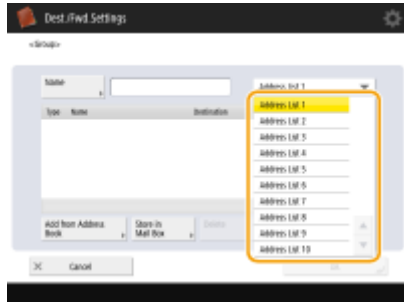 Dest./Fwd. Settings
<Group>
Name
Address List 1
Type Name Destination
Address List 1
Address List 2
Address List 3
Address List 4
Address List 5
Address List 6
Address List 7
Address List 8
Address List 9
Address List 10
Add from Address Book
Store in Mail Box
Delete
Cancel
OK